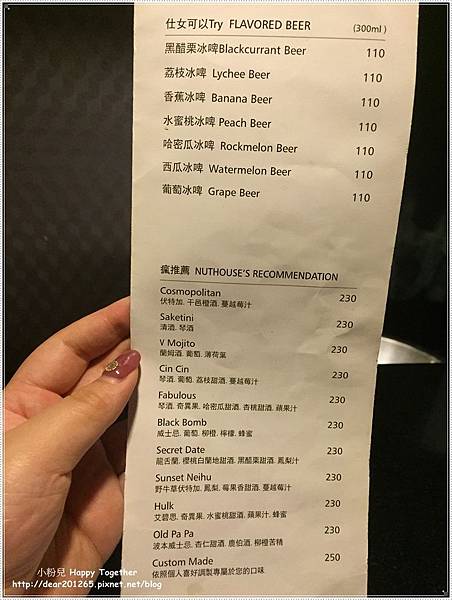 仕女可以Try FLAVORED BEER (300ml)
黑醋栗冰啤Blackcurrant Beer 110
荔枝冰啤 Lychee Beer 110
香蕉冰啤 Banana Beer 110
水蜜桃冰啤 Peach Beer 110
哈密瓜冰啤 Rockmelon Beer 110
西瓜冰啤 Watermelon Beer 110
葡萄冰啤 Grape Beer 110
瘋推薦 NUTHOUSE'S RECOMMENDATION
Cosmopolitan 230
伏特加. 干邑橙酒. 蔓越莓汁
Saketini 230
清酒. 琴酒
V Mojito 230
蘭姆酒. 葡萄. 薄荷葉
Cin Cin 230
琴酒. 葡萄. 荔枝甜酒. 蔓越莓汁
Fabulous 230
琴酒. 奇異果. 哈密瓜甜酒. 杏桃甜酒. 蘋果汁
Black Bomb 230
威士忌. 葡萄. 柳橙. 檸檬. 蜂蜜
Secret Date 230
龍舌蘭. 櫻桃白蘭地甜酒. 黑醋栗甜酒. 鳳梨汁
Sunset Neihu 230
野牛草伏特加. 鳳梨. 莓果香甜酒. 蔓越莓汁
Hulk 230
艾碧思. 奇異果. 水蜜桃甜酒. 蘋果汁. 蜂蜜
Old Pa Pa 230
波本威士忌. 杏仁甜酒. 鹿伯酒. 柳橙苦精
Custom Made 250
依照個人喜好調製專屬於您的口味
小粉兒 Happy Together
http://dear201265.pixnet.net/blog